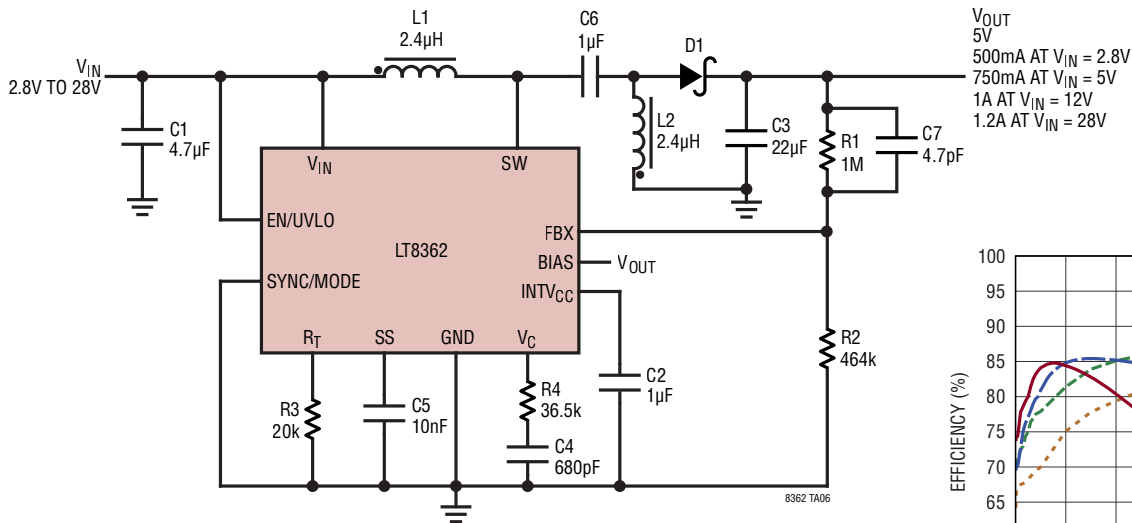 VIN
2.8V TO 28V
C1
4.7µF
L1
2.4µH
C6
1µF
D1
L2
2.4µH
C3
22µF
R1
1M
C7
4.7pF
VOUT
5V
500mA AT VIN = 2.8V
750mA AT VIN = 5V
1A AT VIN = 12V
1.2A AT VIN = 28V
VIN
SW
EN/UVLO
LT8362
FBX
BIAS
VOUT
SYNC/MODE
INTVCC
RT
SS
GND
VC
R3
20k
C5
10nF
R4
36.5k
C4
680pF
C2
1µF
R2
464k
8362 TA06
EFFICIENCY (%)
100
95
90
85
80
75
70
65